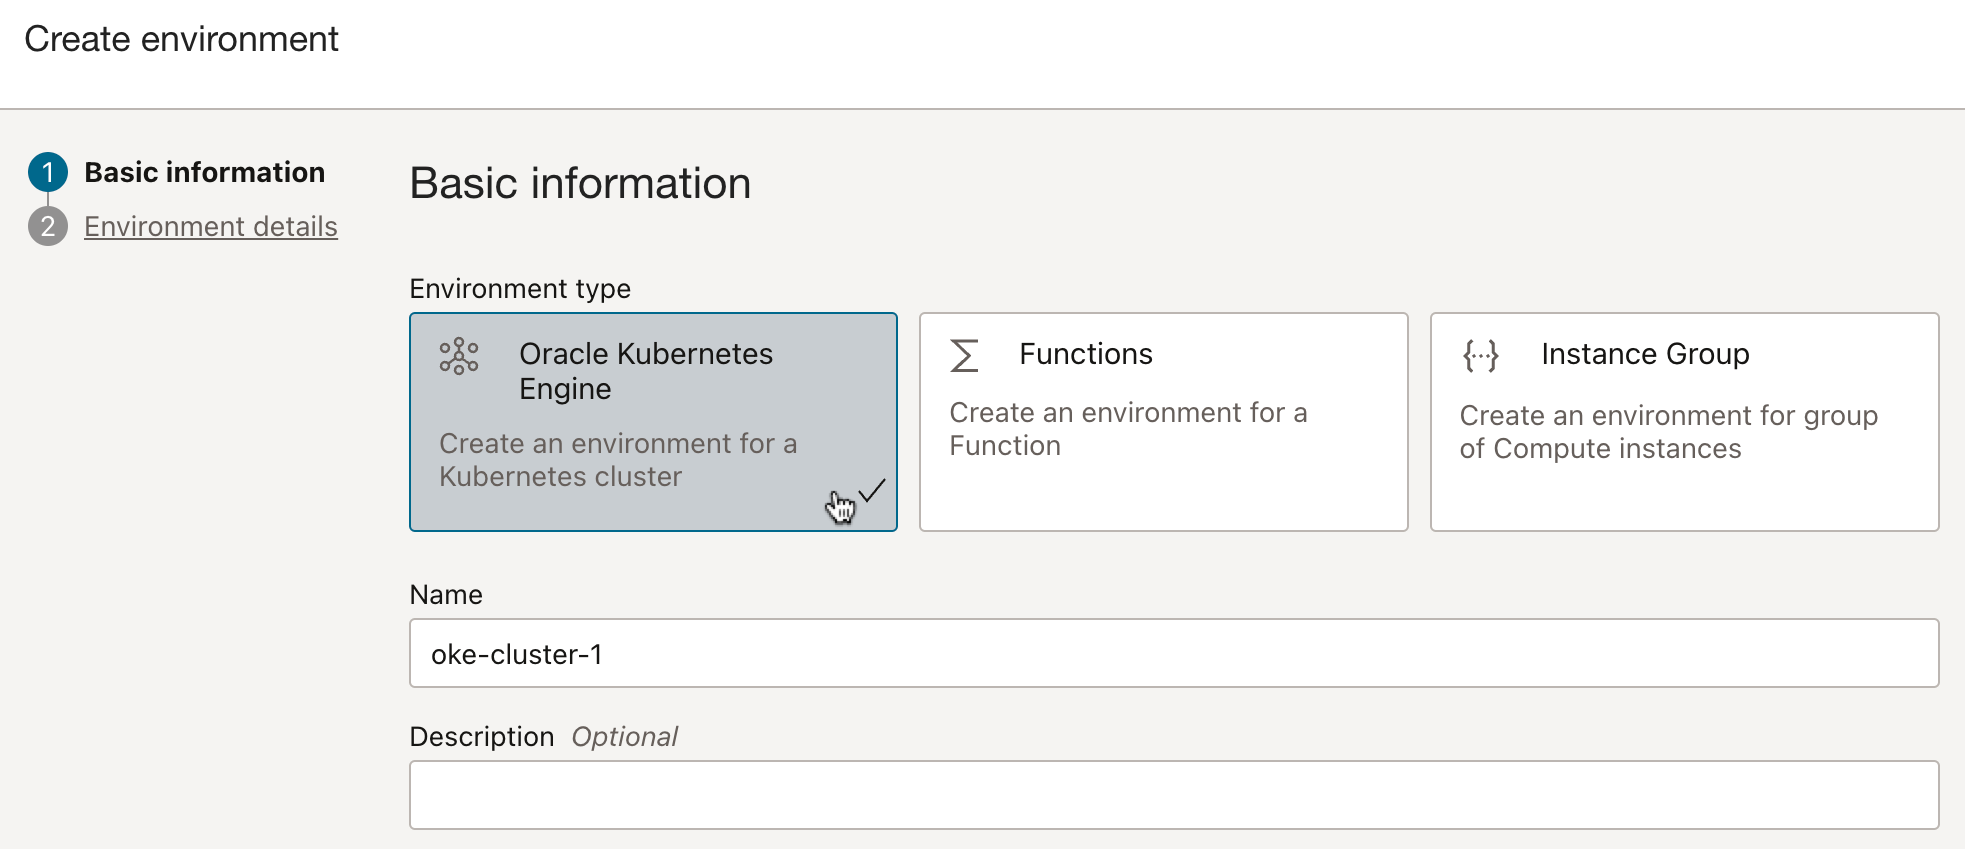 Create environment
1 Basic information
2 Environment details
Basic information
Environment type
Oracle Kubernetes
Engine
Create an environment for a
Kubernetes cluster
Functions
Create an environment for a
Function
Instance Group
Create an environment for group
of Compute instances
Name
oke-cluster-1
Description Optional